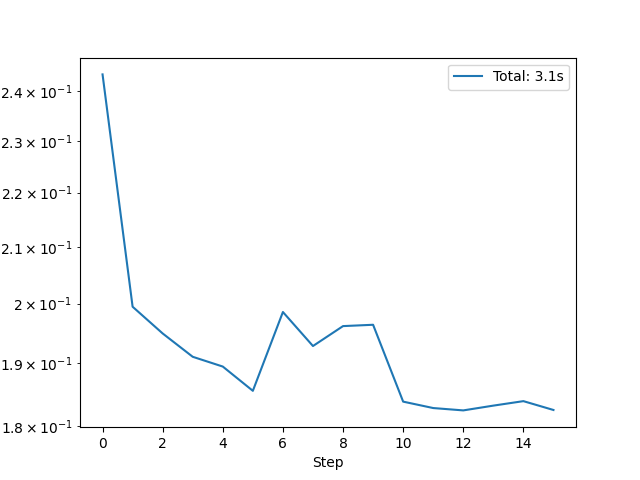 Total: 3.1s
2.4 × 10⁻¹
2.3 × 10⁻¹
2.2 × 10⁻¹
2.1 × 10⁻¹
2 × 10⁻¹
1.9 × 10⁻¹
1.8 × 10⁻¹
0 2 4 6 8 10 12 14
Step